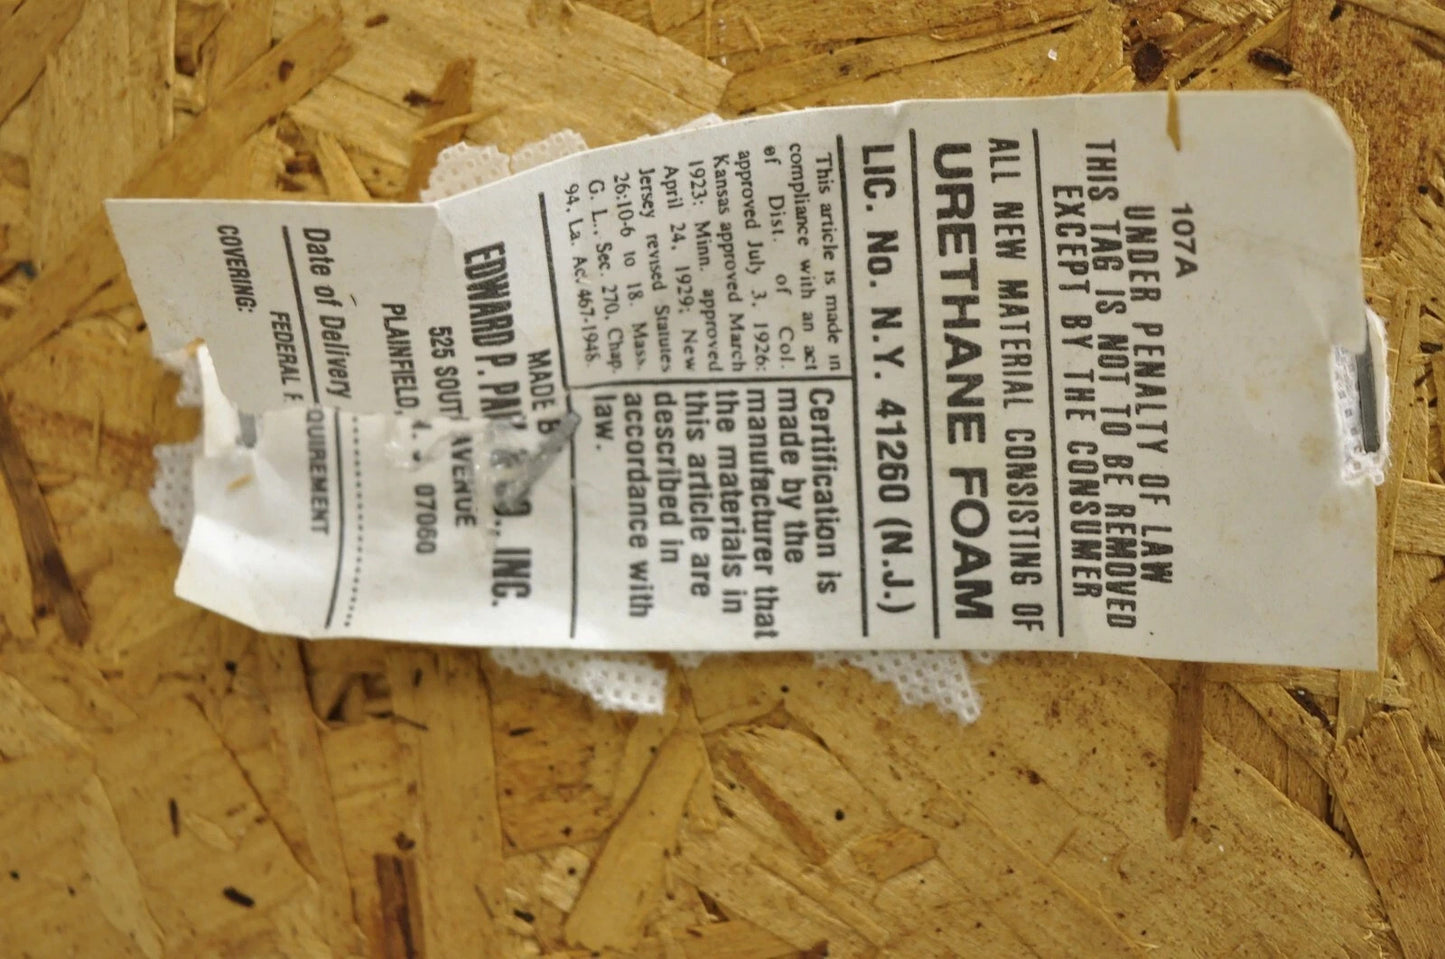 107A
UNDER PENALTY OF LAW
THIS TAG IS NOT TO BE REMOVED
EXCEPT BY THE CONSUMER
ALL NEW MATERIAL CONSISTING OF
URETHANE FOAM
LIC. No. N.Y. 41260 (N.J.)
This article is made in
compliance with an act
of Dist. of Col.
approved July 3, 1926;
Kansas approved March
1923; Minn. approved
April 24, 1929; New
Jersey revised Statutes
26:10-6 to 18. Mass.
G. L., Sec. 270, Chap.
94, La. Ac. 467-1948.
Certification is
made by the
manufacturer that
the materials in
this article are
described in
accordance with
law.
MADE B
EDWARD P. INC.
525 SOUT AVENUE
PLAINFIELD, 07060
Date of Delivery
FEDERAL QUIREMENT
COVERING: